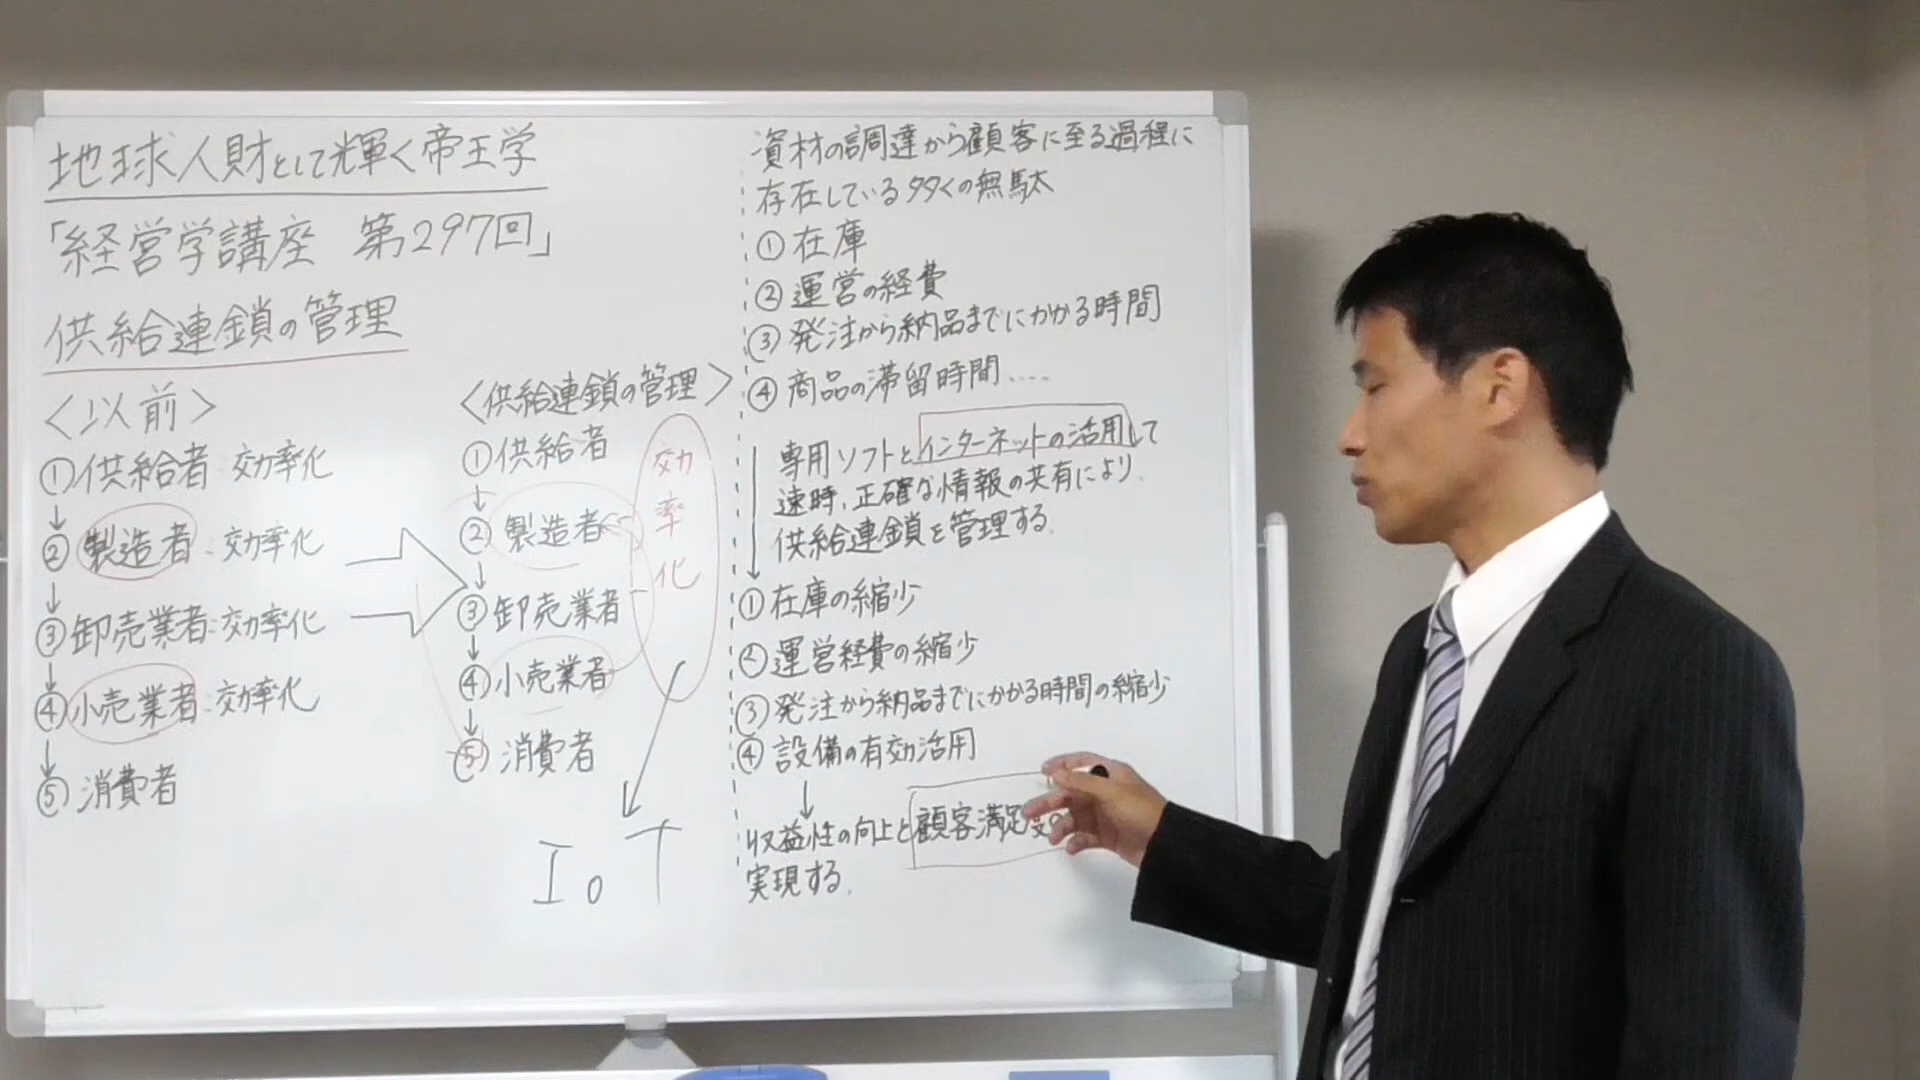 地球人財として輝く帝王学
「経営学講座 第297回」
供給連鎖の管理
〈以前〉
①供給者:効率化
↓
②製造者:効率化
↓
③卸売業者:効率化
↓
④小売業者:効率化
↓
⑤消費者
〈供給連鎖の管理〉
①供給者
↓
②製造者
↓
③卸売業者
↓
④小売業者
↓
⑤消費者
効率化
IoT
資材の調達から顧客に至る過程に
存在している多くの無駄
①在庫
②運営の経費
③発注から納品までにかかる時間
④商品の滞留時間....
専用ソフトとインターネットの活用して
速時、正確な情報の共有により、
供給連鎖を管理する。
①在庫の縮少
②運営経費の縮少
③発注から納品までにかかる時間の縮少
④設備の有効活用
↓
収益性の向上と顧客満足度の
実現する。